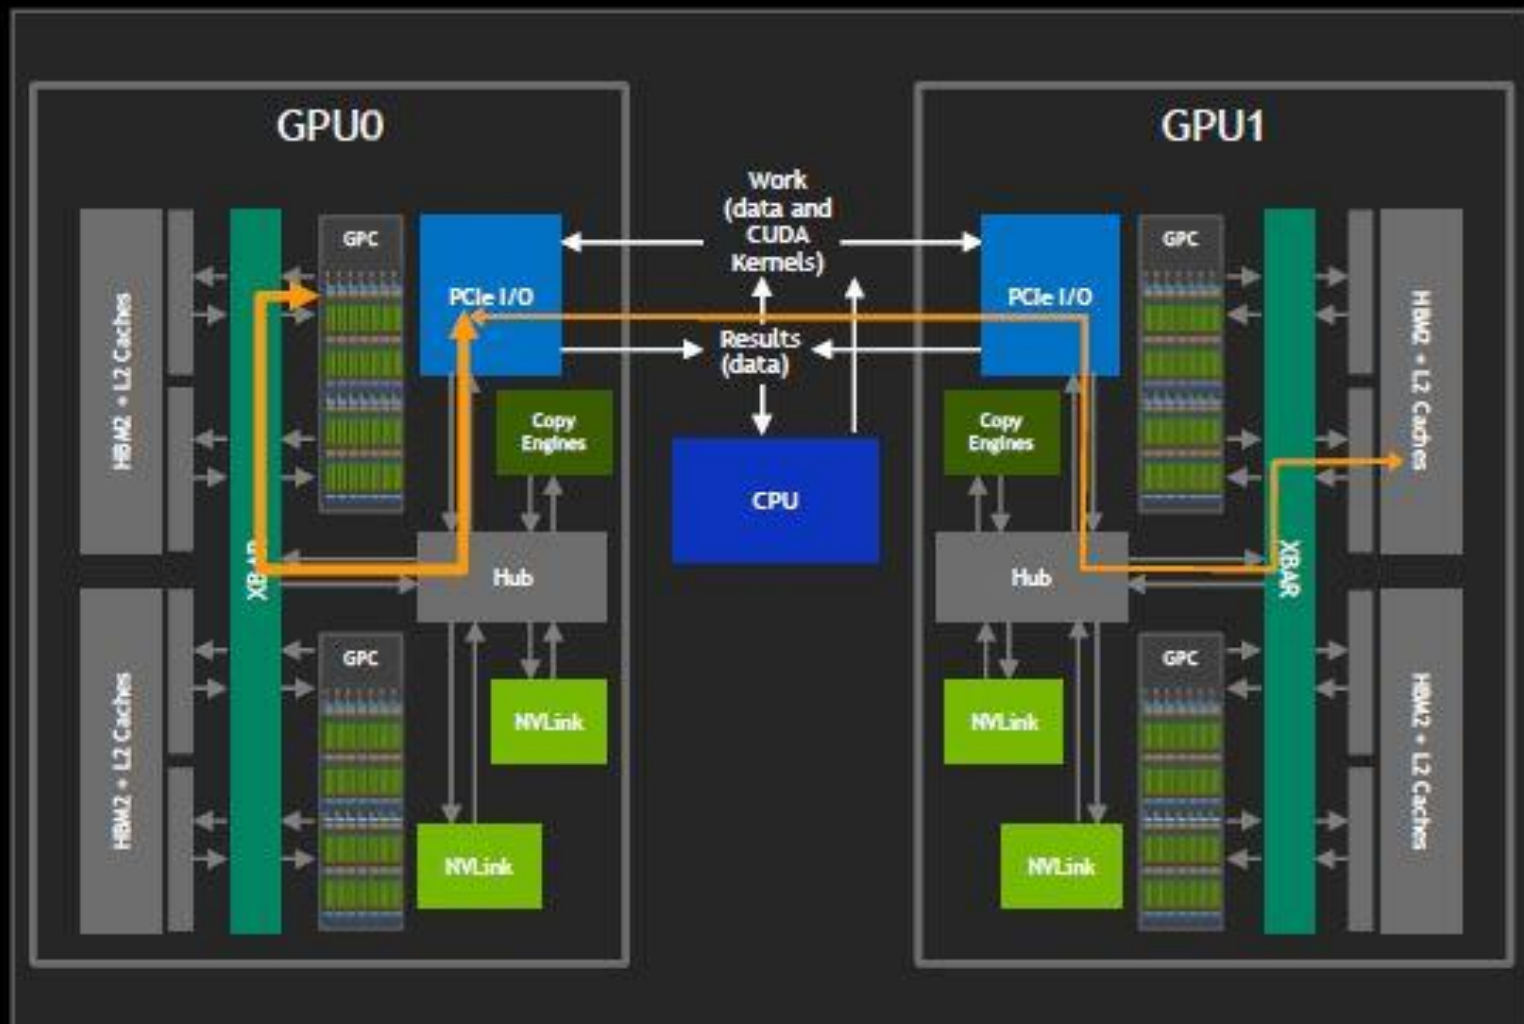 GPU0
GPC
PCIe I/O
HBM2 + L2 Caches
Copy
Engines
XBAR
Hub
GPC
HBM2 + L2 Caches
NVLink
NVLink
Work
(data and
CUDA
Kernels)
Results
(data)
CPU
GPU1
PCIe I/O
GPC
HBM2 + L2 Caches
Copy
Engines
Hub
XBAR
GPC
HBM2 + L2 Caches
NVLink
NVLink